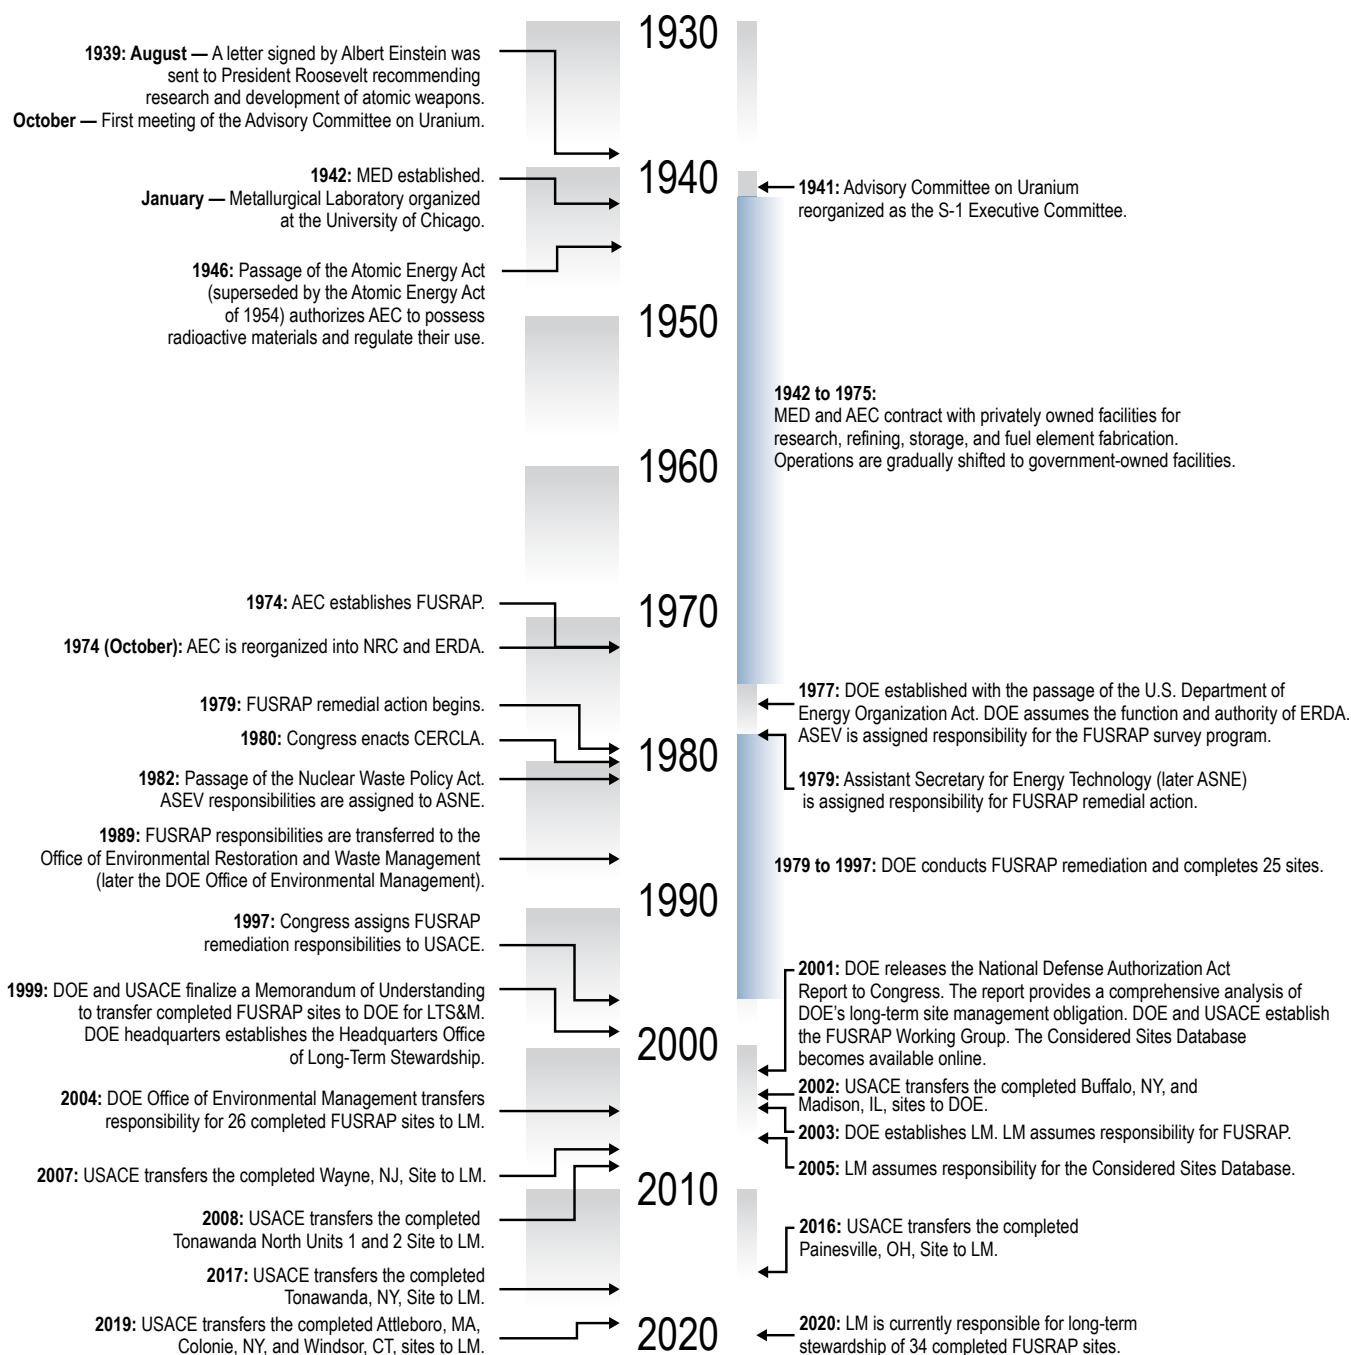 1930
1939: August — A letter signed by Albert Einstein was
sent to President Roosevelt recommending
research and development of atomic weapons.
October — First meeting of the Advisory Committee on Uranium.
1940
1942: MED established.
January — Metallurgical Laboratory organized
at the University of Chicago.
1941: Advisory Committee on Uranium
reorganized as the S-1 Executive Committee.
1946: Passage of the Atomic Energy Act
(superseded by the Atomic Energy Act
of 1954) authorizes AEC to possess
radioactive materials and regulate their use.
1950
1942 to 1975:
MED and AEC contract with privately owned facilities for
research, refining, storage, and fuel element fabrication.
Operations are gradually shifted to government-owned facilities.
1960
1970
1974: AEC establishes FUSRAP.
1974 (October): AEC is reorganized into NRC and ERDA.
1979: FUSRAP remedial action begins.
1980: Congress enacts CERCLA.
1977: DOE established with the passage of the U.S. Department of
Energy Organization Act. DOE assumes the function and authority of ERDA.
ASEV is assigned responsibility for the FUSRAP survey program.
1980
1982: Passage of the Nuclear Waste Policy Act.
ASEV responsibilities are assigned to ASNE.
1979: Assistant Secretary for Energy Technology (later ASNE)
is assigned responsibility for FUSRAP remedial action.
1989: FUSRAP responsibilities are transferred to the
Office of Environmental Restoration and Waste Management
(later the DOE Office of Environmental Management).
1979 to 1997: DOE conducts FUSRAP remediation and completes 25 sites.
1990
1997: Congress assigns FUSRAP
remediation responsibilities to USACE.
1999: DOE and USACE finalize a Memorandum of Understanding
to transfer completed FUSRAP sites to DOE for LTS&M.
DOE headquarters establishes the Headquarters Office
of Long-Term Stewardship.
2001: DOE releases the National Defense Authorization Act
Report to Congress. The report provides a comprehensive analysis of
DOE's long-term site management obligation. DOE and USACE establish
the FUSRAP Working Group. The Considered Sites Database
becomes available online.
2000
2004: DOE Office of Environmental Management transfers
responsibility for 26 completed FUSRAP sites to LM.
2002: USACE transfers the completed Buffalo, NY, and
Madison, IL, sites to DOE.
2003: DOE establishes LM. LM assumes responsibility for FUSRAP.
2007: USACE transfers the completed Wayne, NJ, Site to LM.
2005: LM assumes responsibility for the Considered Sites Database.
2010
2008: USACE transfers the completed
Tonawanda North Units 1 and 2 Site to LM.
2016: USACE transfers the completed
Painesville, OH, Site to LM.
2017: USACE transfers the completed
Tonawanda, NY, Site to LM.
2019: USACE transfers the completed Attleboro, MA,
Colonie, NY, and Windsor, CT, sites to LM.
2020
2020: LM is currently responsible for long-term
stewardship of 34 completed FUSRAP sites.